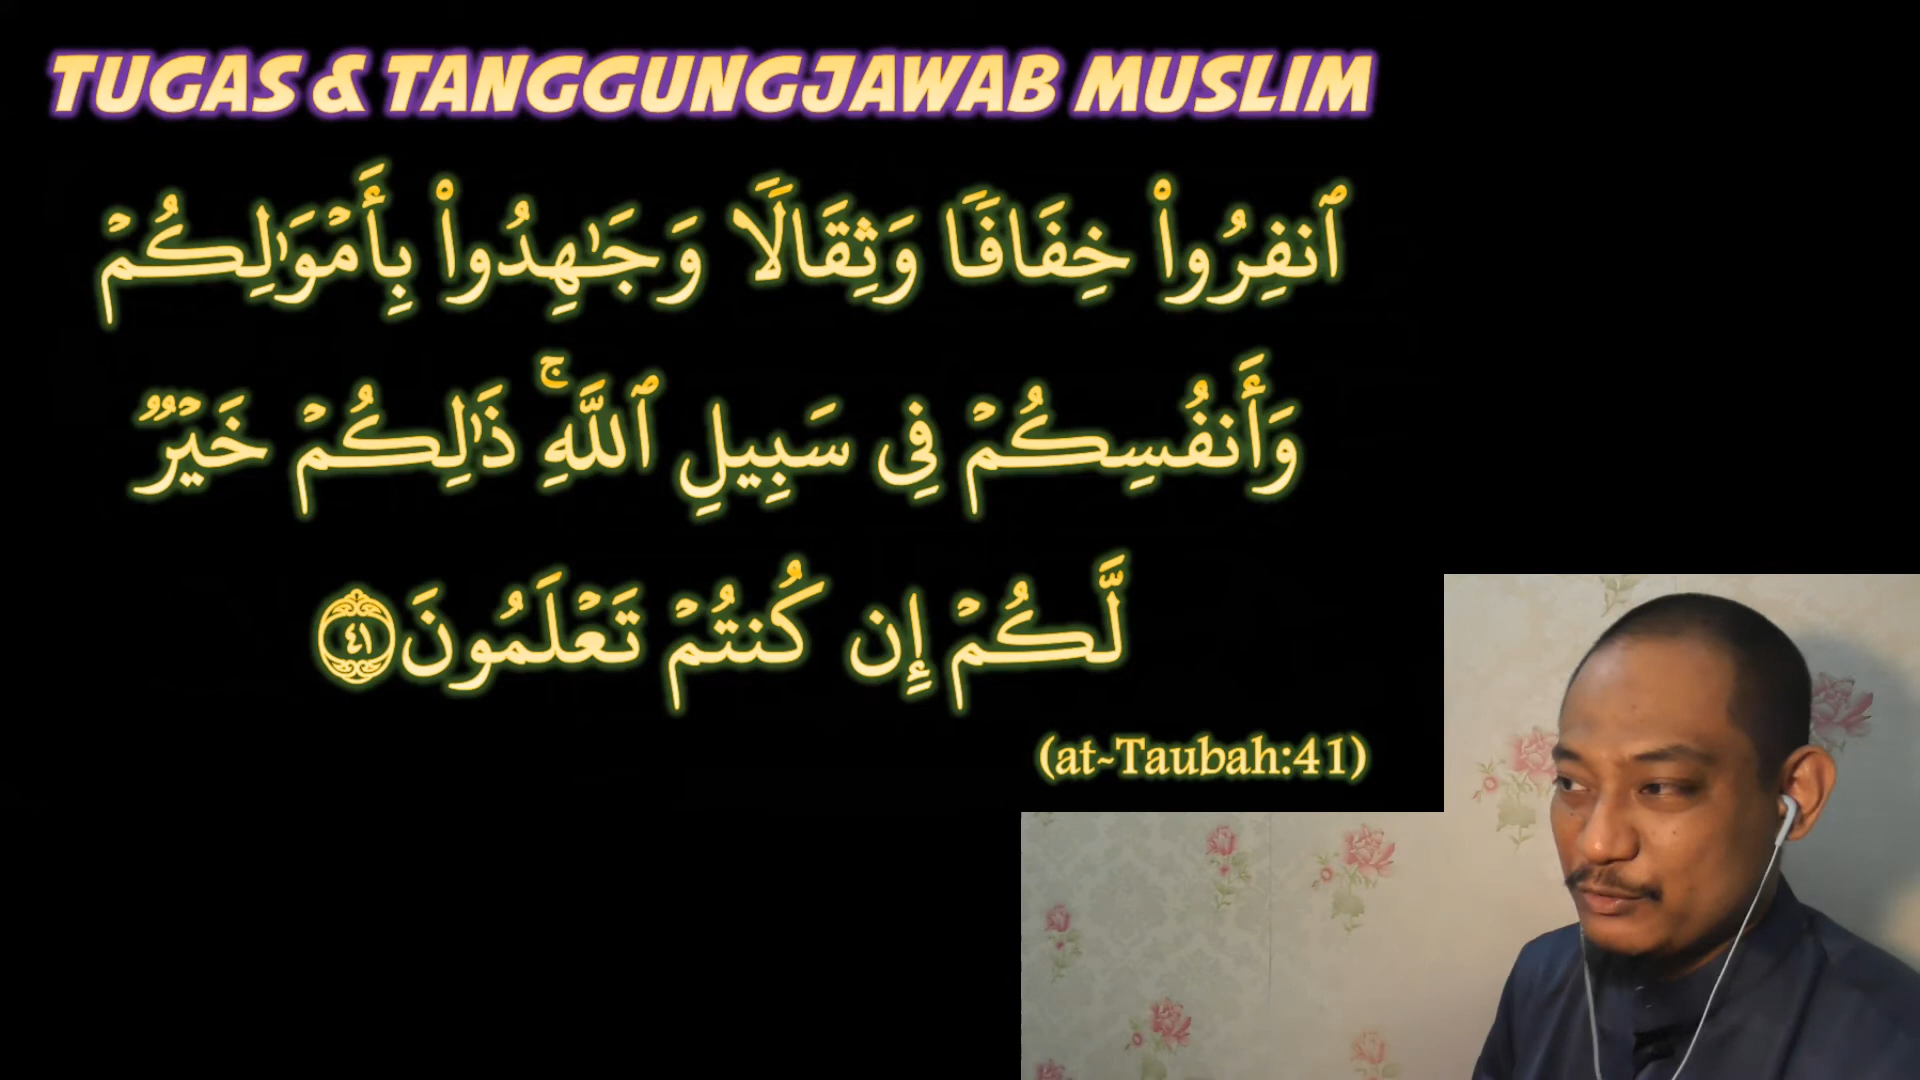 TUGAS & TANGGUNGJAWAB MUSLIM
ٱنفِرُوا۟ خِفَافًا وَثِقَالًا وَجَـٰهِدُوا۟ بِأَمْوَٰلِكُمْ
وَأَنفُسِكُمْ فِى سَبِيلِ ٱللَّهِ ۚ ذَٰلِكُمْ خَيْرٌ
لَّكُمْ إِن كُنتُمْ تَعْلَمُونَ ٤١
(at-Taubah:41)